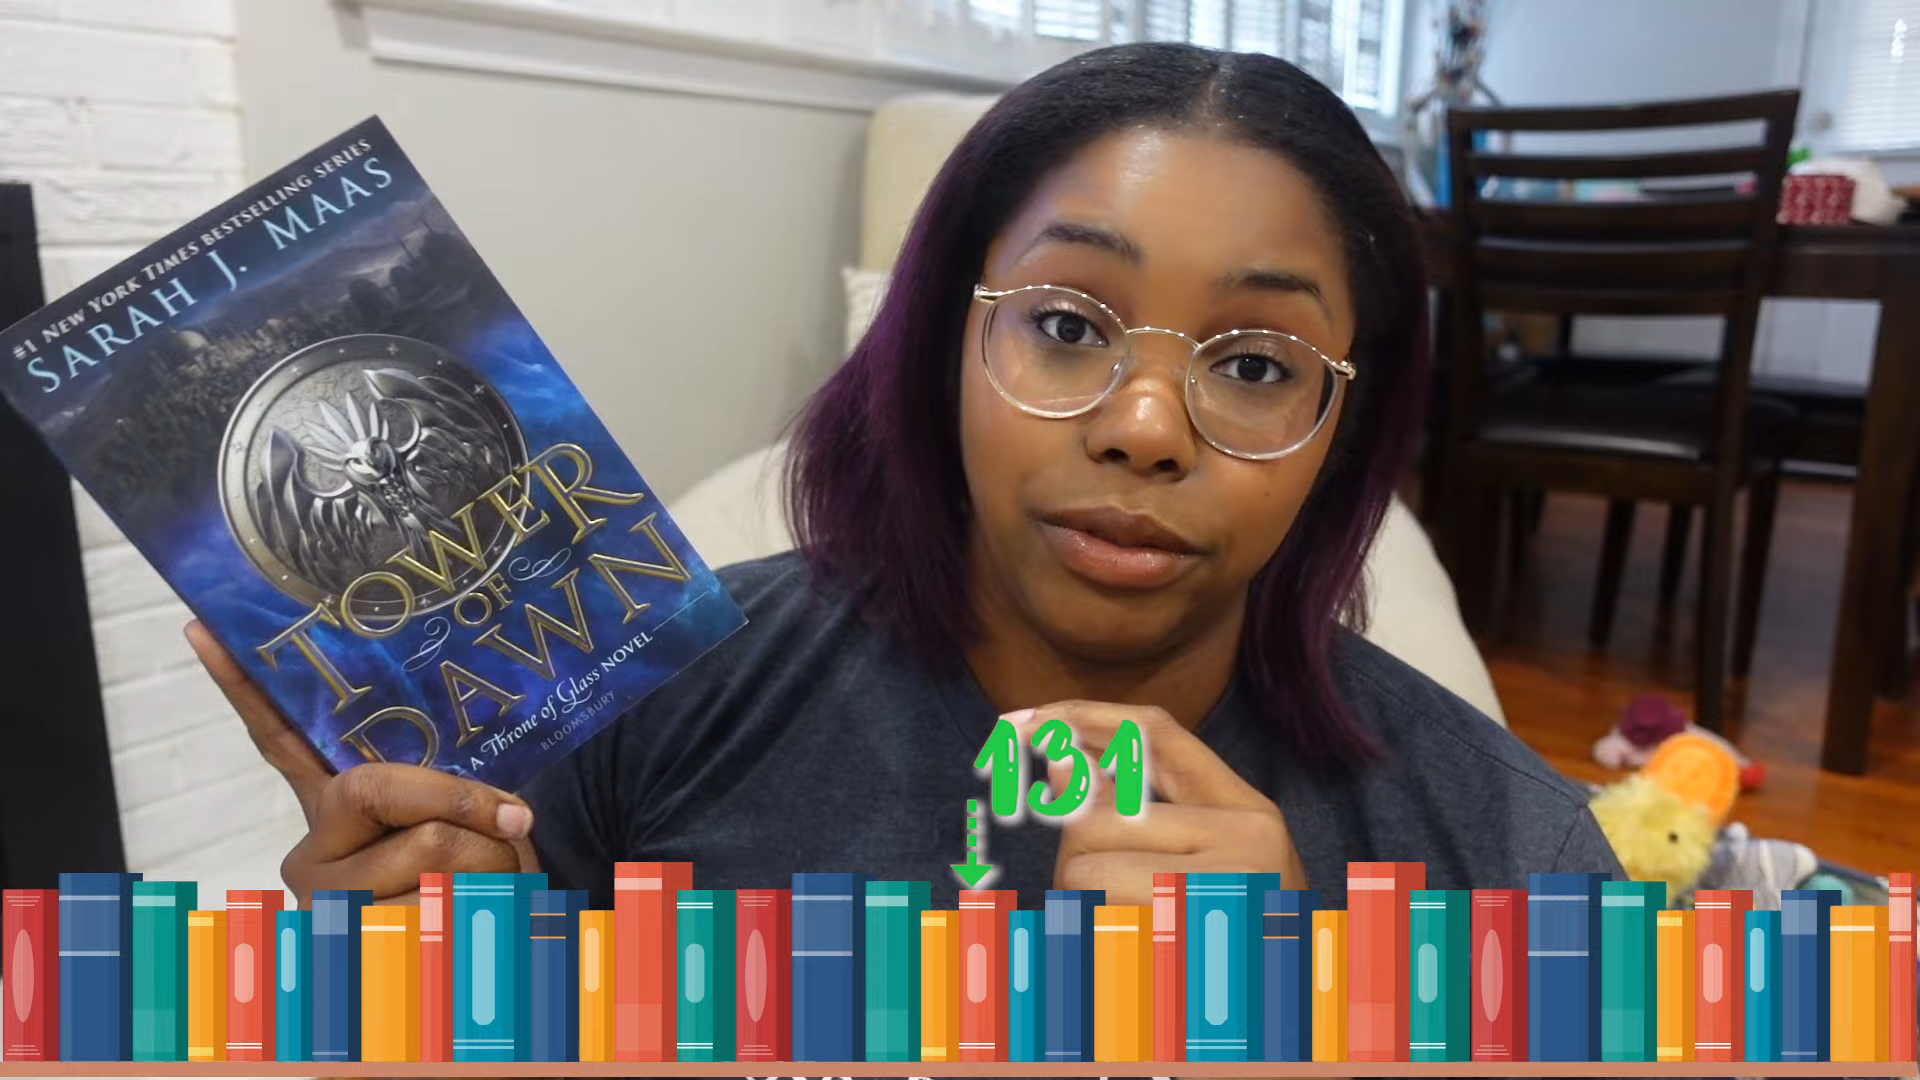 #1 NEW YORK TIMES BESTSELLING SERIES
SARAH J. MAAS
TOWER
OF
DAWN
A Throne of Glass NOVEL
BLOOMSBURY
131